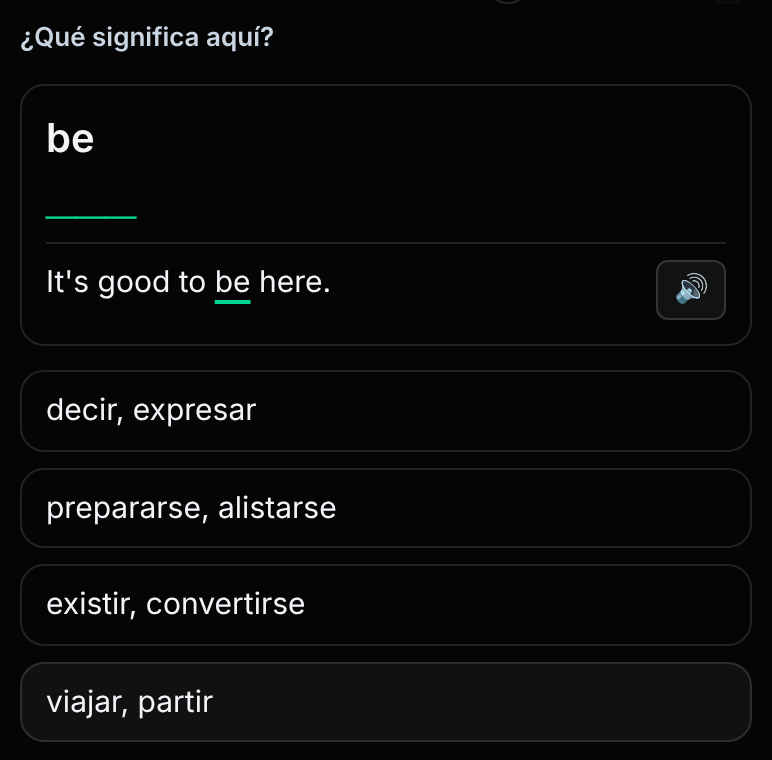 ¿Qué significa aquí?
be
It's good to be here.
decir, expresar
prepararse, alistarse
existir, convertirse
viajar, partir